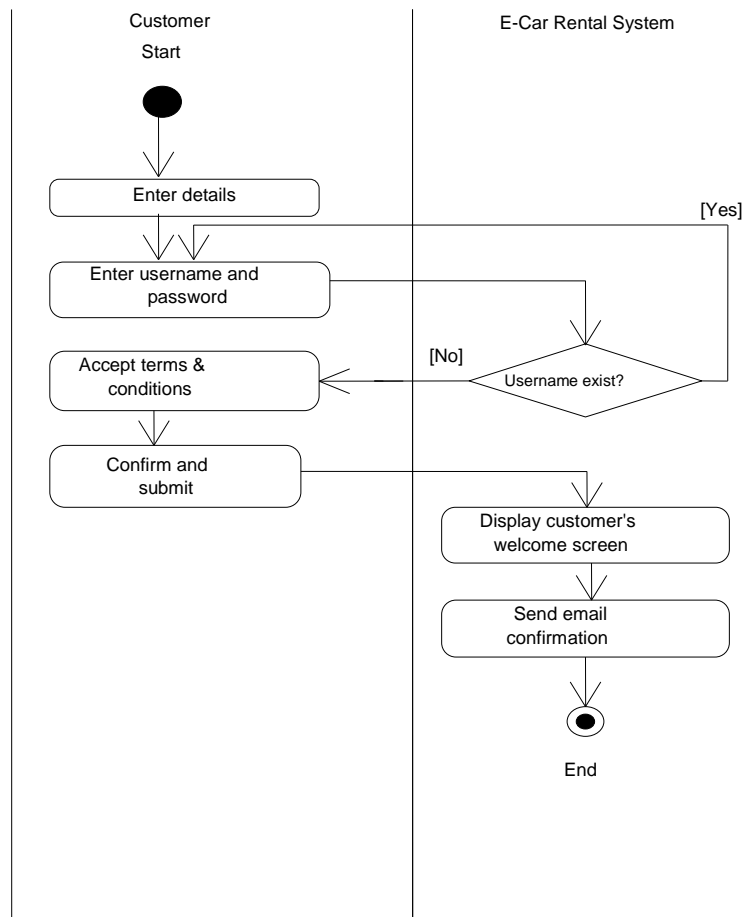 Customer
E-Car Rental System
Start
Enter details
[Yes]
Enter username and
password
[No]
Accept terms &
conditions
Username exist?
Confirm and
submit
Display customer's
welcome screen
Send email
confirmation
End